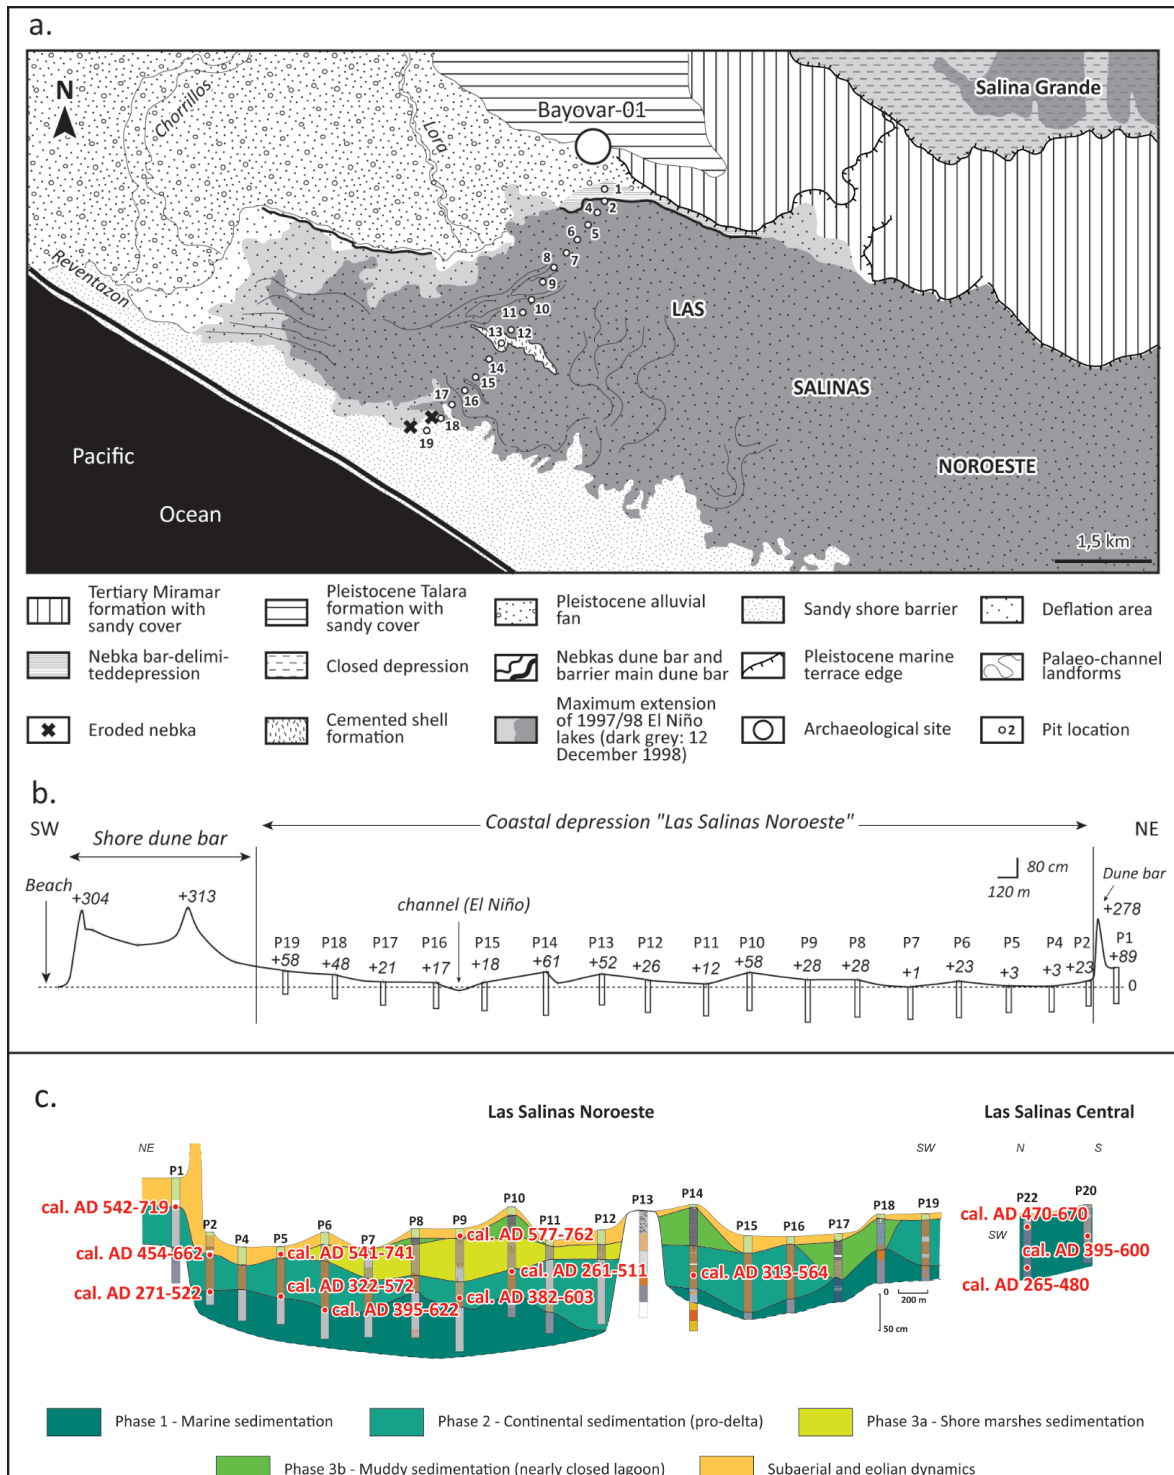 a.
N
Chorrillos
Lora
Bayovar-01
Salina Grande
Reventazon
1
2
4
5
6
7
8
9
10
11
12
13
14
15
16
17
18
19
LAS
SALINAS
NOROESTE
Pacific
Ocean
1,5 km
Tertiary Miramar
formation with
sandy cover
Pleistocene Talara
formation with
sandy cover
Pleistocene alluvial
fan
Sandy shore barrier
Deflation area
Nebka bar-delimi-
teddepression
Closed depression
Nebkas dune bar and
barrier main dune bar
Pleistocene marine
terrace edge
Palaeo-channel
landforms
Eroded nebka
Cemented shell
formation
Maximum extension
of 1997/98 El Niño
lakes (dark grey: 12
December 1998)
Archaeological site
2
Pit location
b.
SW
NE
Shore dune bar
Coastal depression "Las Salinas Noroeste"
80 cm
120 m
Dune bar
Beach
+304
+313
channel (El Niño)
+278
P19 P18 P17 P16 P15 P14 P13 P12 P11 P10 P9 P8 P7 P6 P5 P4 P2 P1
+58 +48 +21 +17 +18 +61 +52 +26 +12 +58 +28 +28 +1 +23 +3 +3 +23 +89
0
c.
Las Salinas Noroeste
Las Salinas Central
NE
SW
N
S
P1
P2
P4
P5
P6
P7
P8
P9
P10
P11
P12
P13
P14
P15
P16
P17
P18
P19
P22
P20
SW
cal. AD 542-719
cal. AD 454-662
cal. AD 271-522
cal. AD 541-741
cal. AD 322-572
cal. AD 395-622
cal. AD 577-762
cal. AD 261-511
cal. AD 382-603
cal. AD 313-564
cal. AD 470-670
cal. AD 395-600
cal. AD 265-480
0
200 m
50 cm
Phase 1 - Marine sedimentation
Phase 2 - Continental sedimentation (pro-delta)
Phase 3a - Shore marshes sedimentation
Phase 3b - Muddy sedimentation (nearly closed lagoon)
Subaerial and eolian dynamics